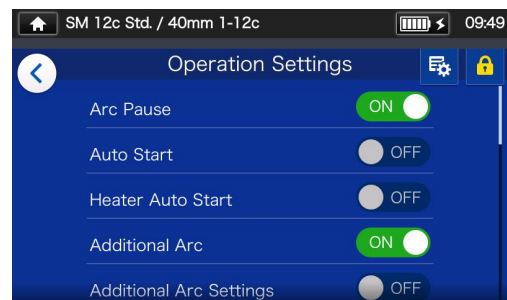 SM 12c Std. / 40mm 1-12c 09:49
Operation Settings
Arc Pause ON
Auto Start OFF
Heater Auto Start OFF
Additional Arc ON
Additional Arc Settings OFF